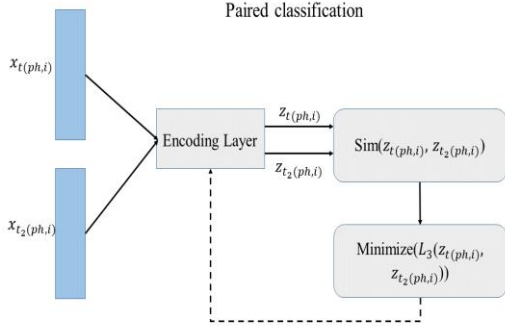 Paired classification
x_{t(ph,i)}
x_{t_2(ph,i)}
Encoding Layer
z_{t(ph,i)}
z_{t_2(ph,i)}
Sim(z_{t(ph,i)}, z_{t_2(ph,i)})
Minimize(L_3(z_{t(ph,i)},
z_{t_2(ph,i)}))